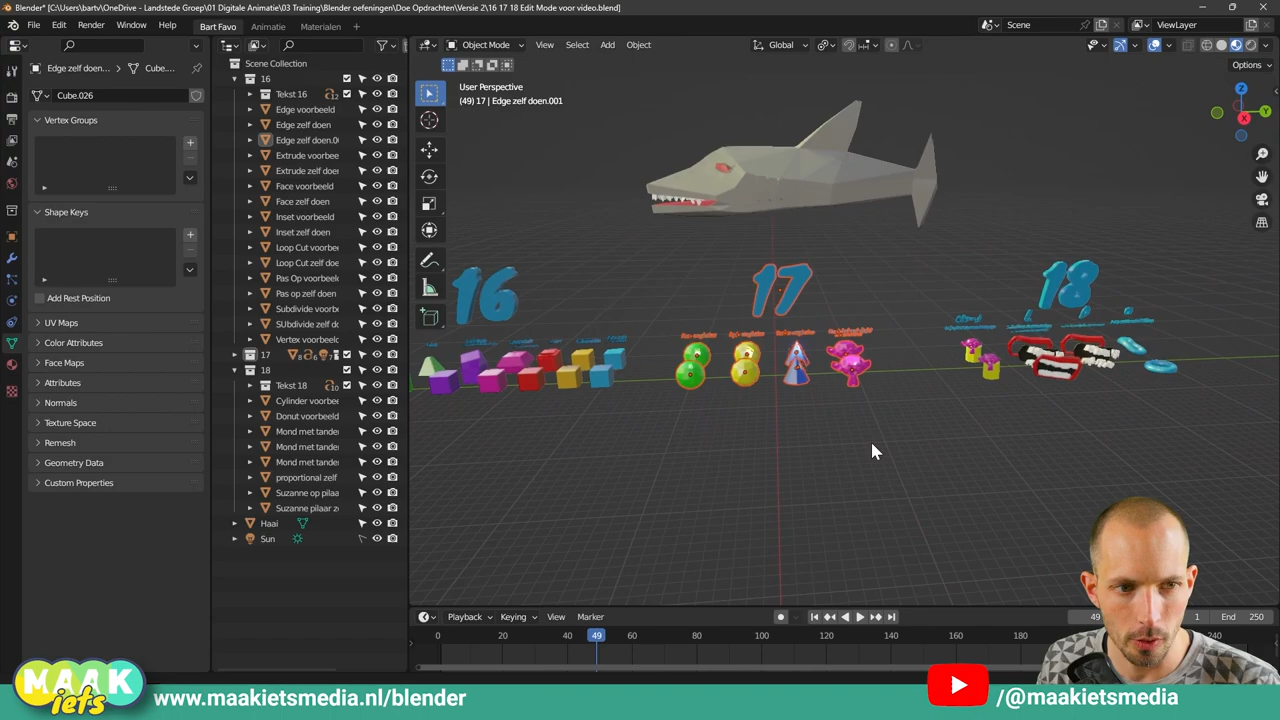 Blender* [C:\Users\bartv\OneDrive - Landstede Groep\01 Digitale Animatie\03 Training\Blender oefeningen\Doe Opdrachten\Versie 2\16 17 18 Edit Mode voor video.blend]
File Edit Render Window Help Bart Favo Animatie Materialen Scene ViewLayer
Object Mode View Select Add Object Global
Options
Edge zelf doen... Cube....
Cube.026
Vertex Groups
Shape Keys
Add Rest Position
UV Maps
Color Attributes
Face Maps
Attributes
Normals
Texture Space
Remesh
Geometry Data
Custom Properties
Scene Collection
16
Tekst 16
Edge voorbeeld
Edge zelf doen
Edge zelf doen.0
Extrude voorbee
Extrude zelf doe
Face voorbeeld
Face zelf doen
Inset voorbeeld
Inset zelf doen
Loop Cut voorbe
Loop Cut zelf do
Pas Op voorbeel
Pas op zelf doen
Subdivide voorb
SUbdivide zelf d
Vertex voorbeel
17
18
Tekst 18
Cylinder voorbe
Donut voorbeel
Mond met tande
Mond met tande
Mond met tande
proportional zelf
Suzanne op pilaa
Suzanne pilaar z
Haai
Sun
User Perspective
(49) 17 | Edge zelf doen.001
Z
Y
X
16 17 18
Playback Keying View Marker 49 1 End 250
0 20 40 49 60 80 100 120 140 160 180 240
MAAK
iets
www.maakietsmedia.nl/blender
/@maakietsmedia